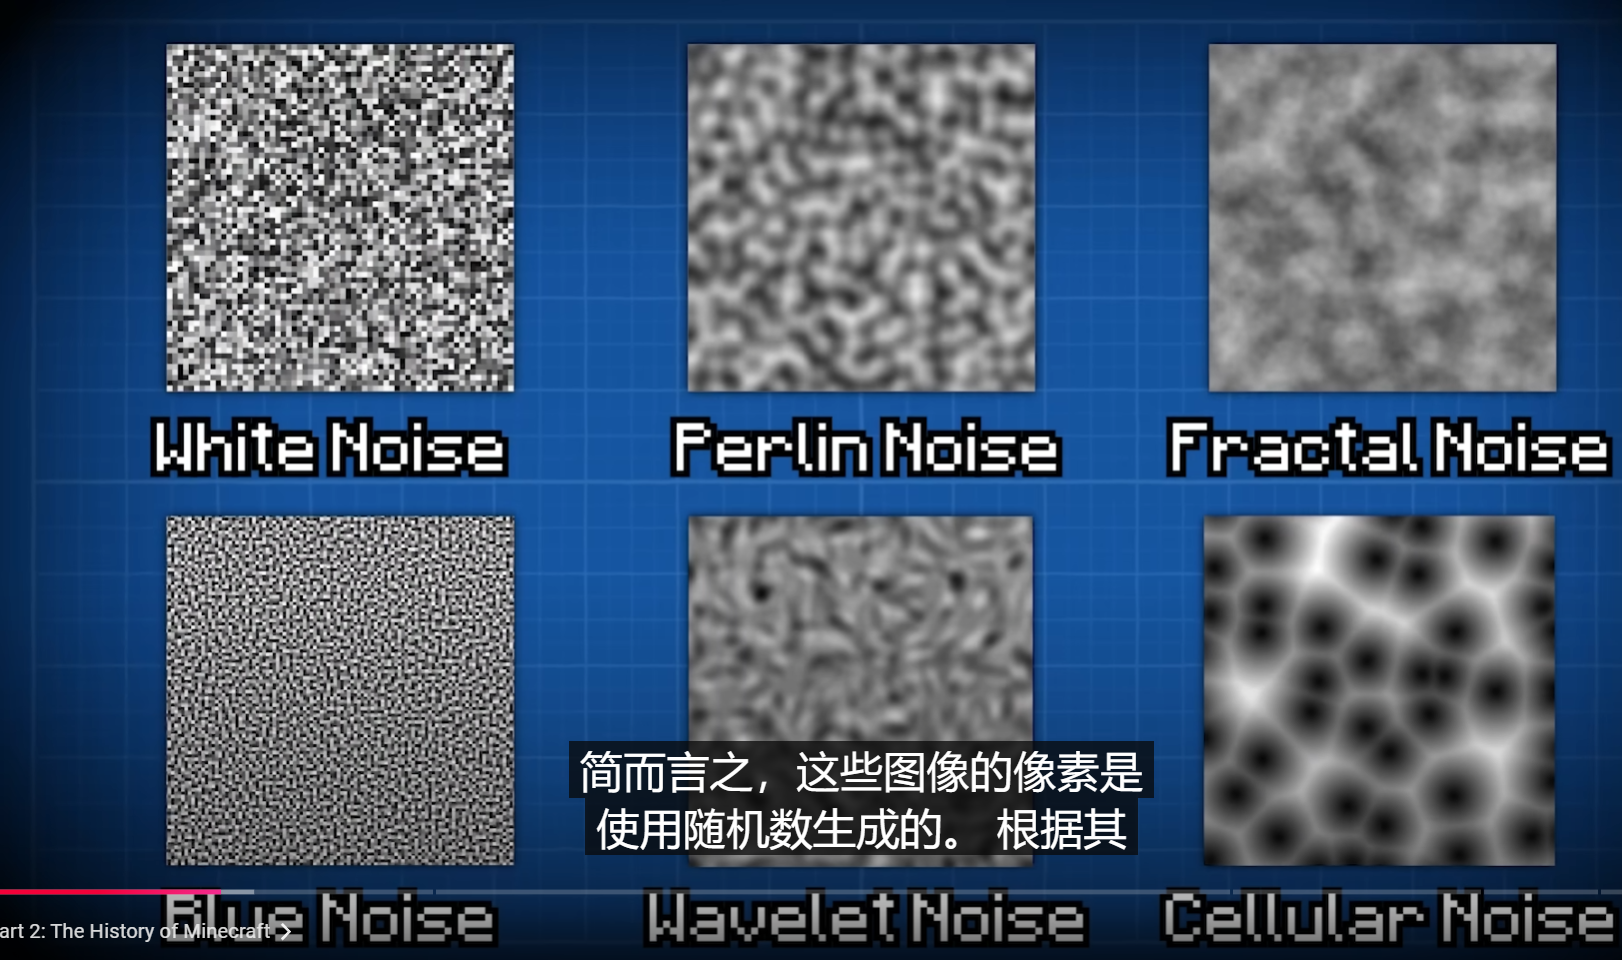 White Noise
Perlin Noise
Fractal Noise
简而言之，这些图像的像素是
使用随机数生成的。 根据其
Blue Noise
Wavelet Noise
Cellular Noise
art 2: The History of Minecraft